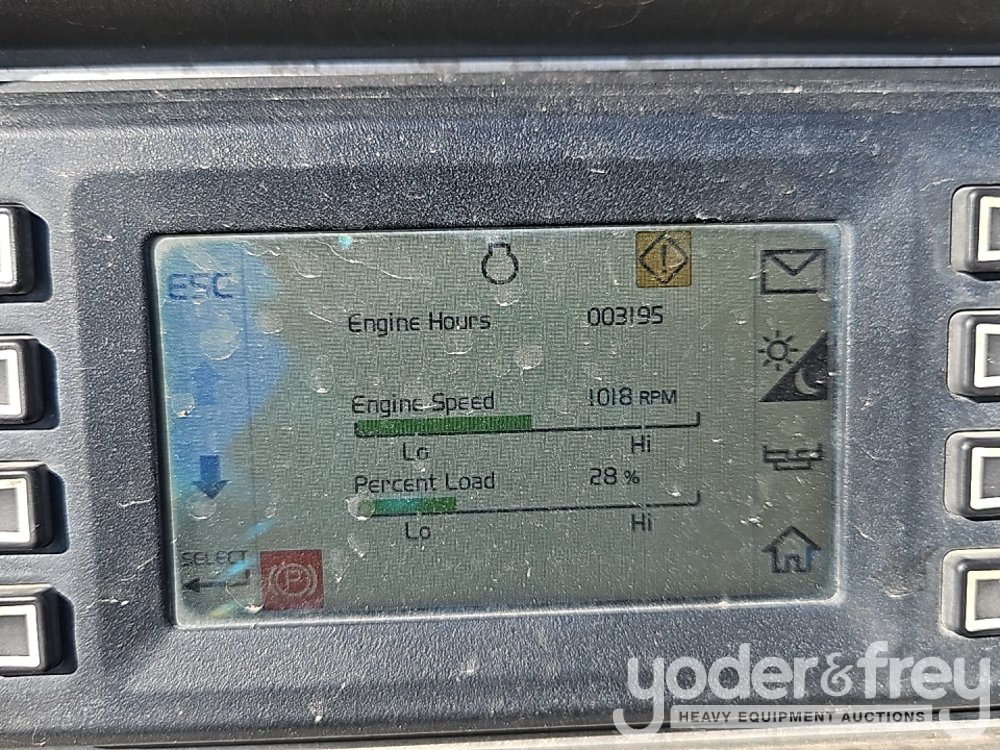 ESC
Engine Hours 003195
Engine Speed 1018 RPM
Lo Hi
Percent Load 28 %
Lo Hi
SELECT
P
yoder&frey
HEAVY EQUIPMENT AUCTIONS